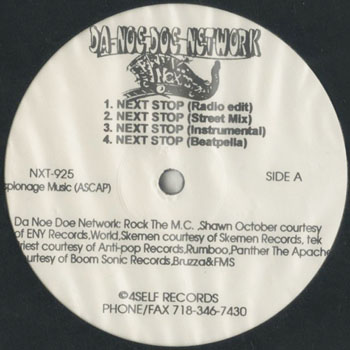 DA-NOE-DOE-NETWORK
1. NEXT STOP (Radio edit)
2. NEXT STOP (Street Mix)
3. NEXT STOP (Instrumental)
4. NEXT STOP (Beatpella)
NXT-925
SIDE A
spionage Music (ASCAP)
Da Noe Doe Network: Rock The M.C. ,Shawn October courtesy
of ENY Records,World,Skemen courtesy of Skemen Records, tek
riest courtesy of Anti-pop Records, Rumboo,Panther The Apache
ourtesy of Boom Sonic Records,Bruzza&FMS
©4SELF RECORDS
PHONE/FAX 718-346-7430